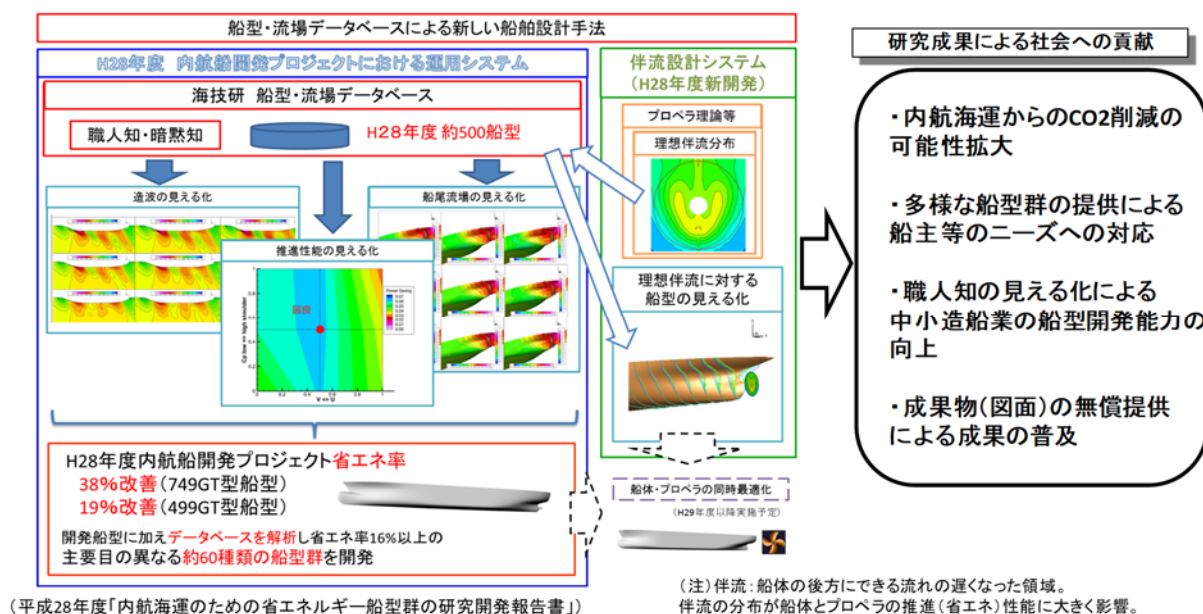 船型・流場データベースによる新しい船舶設計手法
H28年度 内航船開発プロジェクトにおける運用システム
海技研 船型・流場データベース
職人知・暗黙知
H28年度 約500船型
造波の見える化
船尾流場の見える化
推進性能の見える化
最良
Power Saving
Cp low <=> high shoulder
V <=> U
0
0.2
0.4
0.6
0.8
1
H28年度内航船開発プロジェクト省エネ率
38%改善(749GT型船型)
19%改善(499GT型船型)
開発船型に加えデータベースを解析し省エネ率16%以上の
主要目の異なる約60種類の船型群を開発
(平成28年度「内航海運のための省エネルギー船型群の研究開発報告書」)
伴流設計システム
(H28年度新開発)
プロペラ理論等
理想伴流分布
理想伴流に対する
船型の見える化
船体・プロペラの同時最適化
(H29年度以降実施予定)
研究成果による社会への貢献
・内航海運からのCO2削減の
可能性拡大
・多様な船型群の提供による
船主等のニーズへの対応
・職人知の見える化による
中小造船業の船型開発能力の
向上
・成果物(図面)の無償提供
による成果の普及
(注)伴流:船体の後方にできる流れの遅くなった領域。
伴流の分布が船体とプロペラの推進(省エネ)性能に大きく影響。